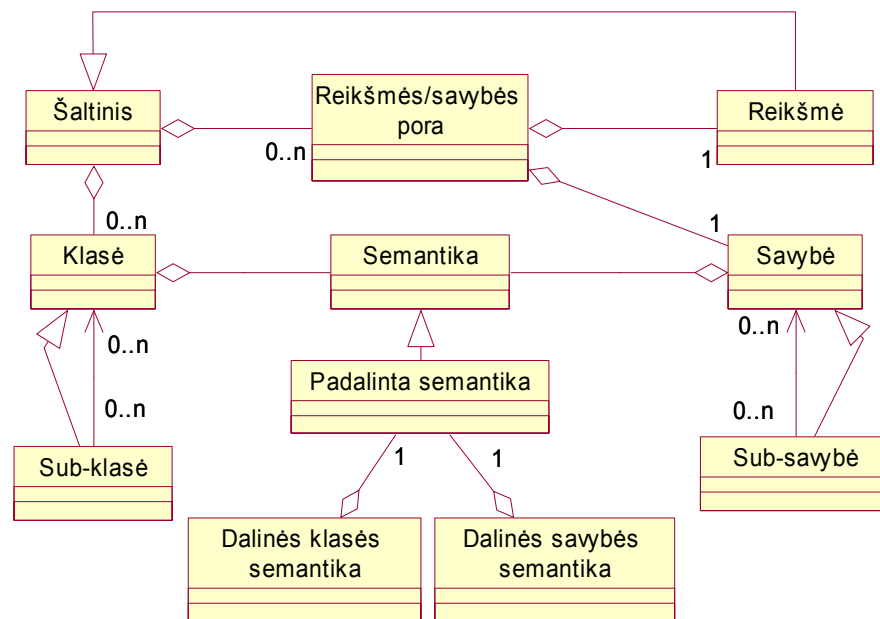 Šaltinis
Reikšmės/savybės
pora
Reikšmė
0..n
1
0..n
1
Klasė
Semantika
Savybė
0..n
0..n
0..n
0..n
Padalinta semantika
Sub-klasė
1
1
Sub-savybė
Dalinės klasės
semantika
Dalinės savybės
semantika